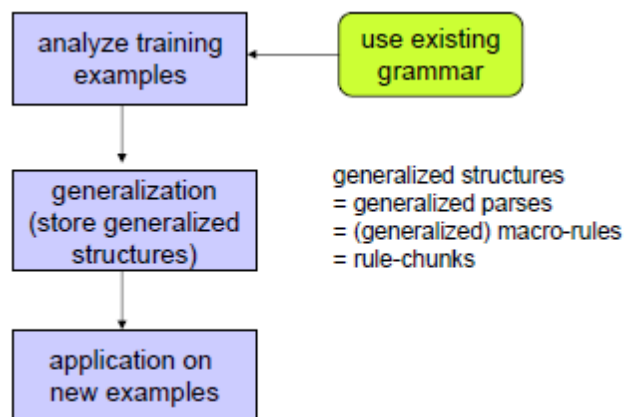 analyze training
examples
use existing
grammar
generalization
(store generalized
structures)
generalized structures
= generalized parses
= (generalized) macro-rules
= rule-chunks
application on
new examples